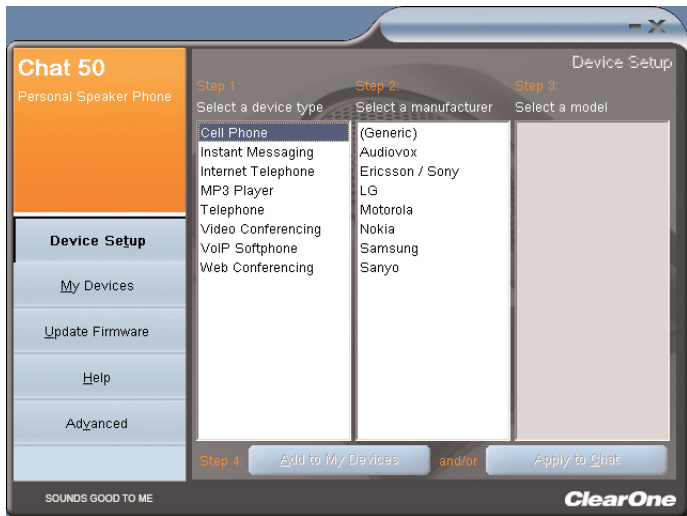 Chat 50
Personal Speaker Phone
Device Setup
My Devices
Update Firmware
Help
Advanced
SOUNDS GOOD TO ME
Device Setup
Step 1:
Select a device type
Cell Phone
Instant Messaging
Internet Telephone
MP3 Player
Telephone
Video Conferencing
VoIP Softphone
Web Conferencing
Step 2:
Select a manufacturer
(Generic)
Audiovox
Ericsson / Sony
LG
Motorola
Nokia
Samsung
Sanyo
Step 3:
Select a model
Step 4:
Add to My Devices
and/or
Apply to Chat
ClearOne